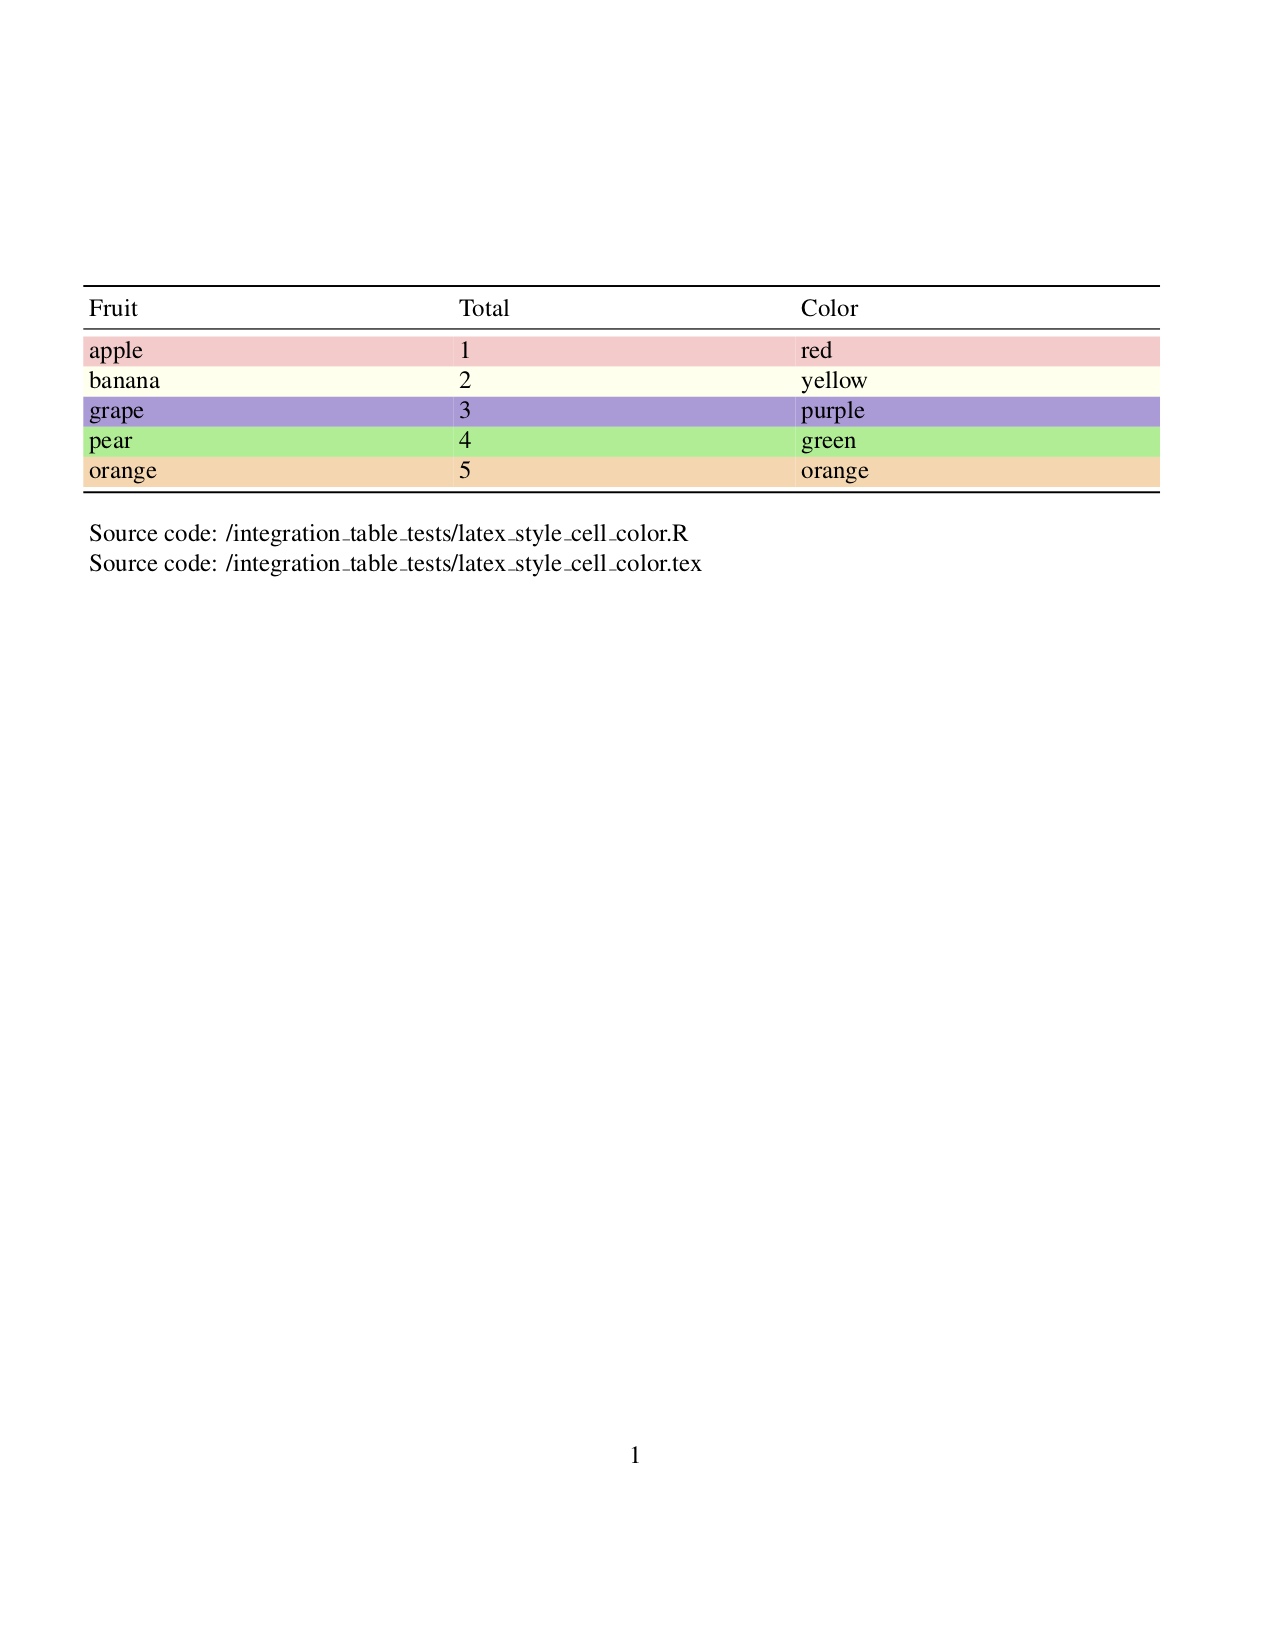 Fruit Total Color
apple 1 red
banana 2 yellow
grape 3 purple
pear 4 green
orange 5 orange
Source code: /integration_table_tests/latex_style_cell_color.R
Source code: /integration_table_tests/latex_style_cell_color.tex
1